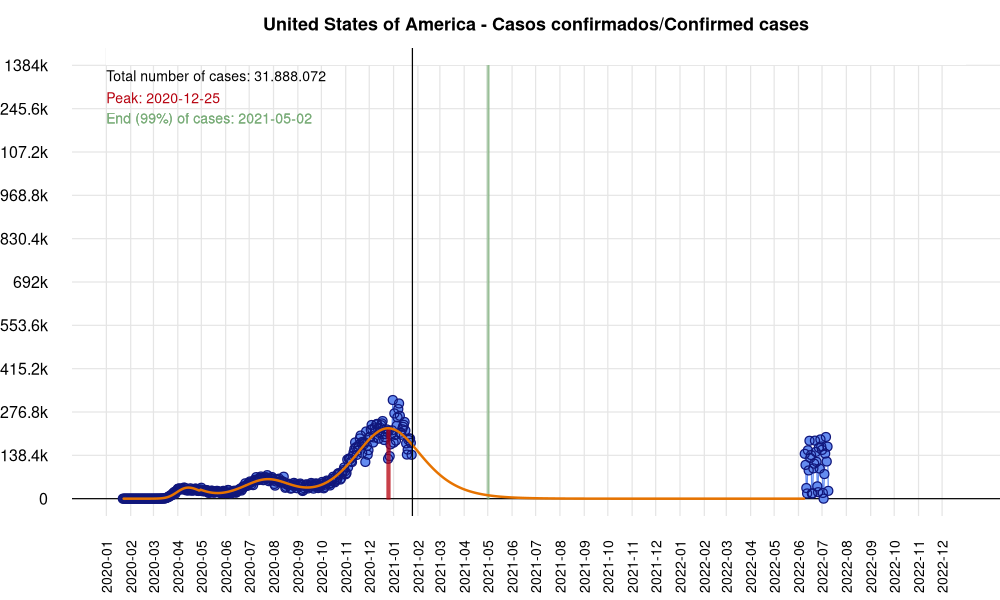 United States of America - Casos confirmados/Confirmed cases
Total number of cases: 31.888.072
Peak: 2020-12-25
End (99%) of cases: 2021-05-02
1384k
245.6k
107.2k
968.8k
830.4k
692k
553.6k
415.2k
276.8k
138.4k
0
2020-01
2020-02
2020-03
2020-04
2020-05
2020-06
2020-07
2020-08
2020-09
2020-10
2020-11
2020-12
2021-01
2021-02
2021-03
2021-04
2021-05
2021-06
2021-07
2021-08
2021-09
2021-10
2021-11
2021-12
2022-01
2022-02
2022-03
2022-04
2022-05
2022-06
2022-07
2022-08
2022-09
2022-10
2022-11
2022-12